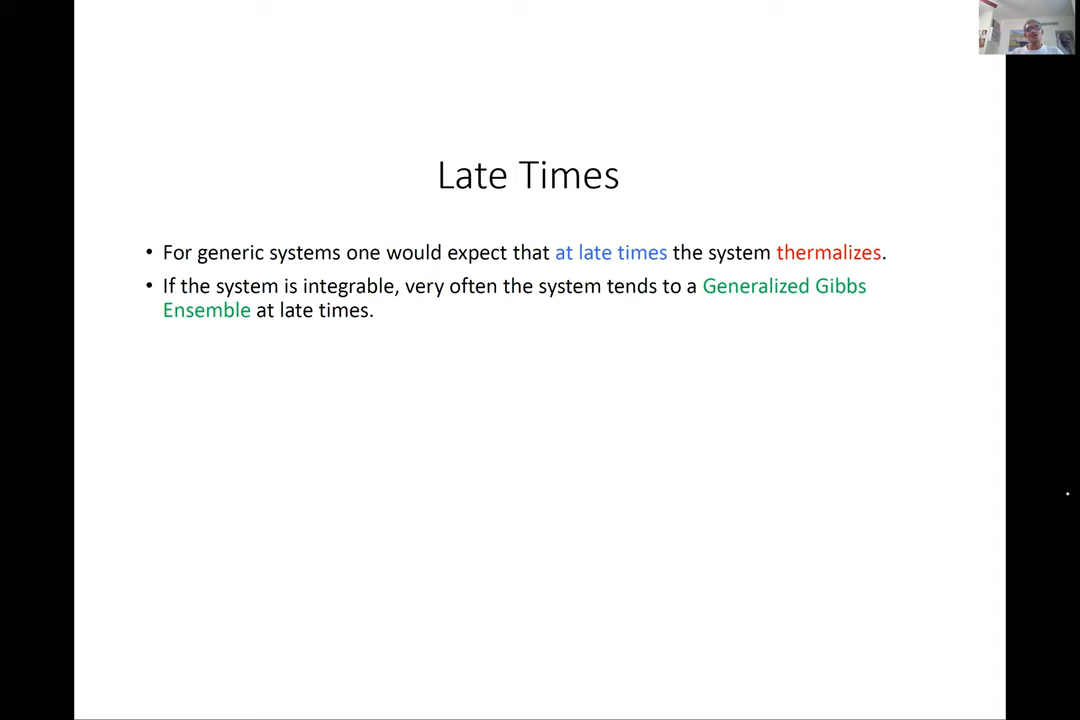 Late Times
• For generic systems one would expect that at late times the system thermalizes.
• If the system is integrable, very often the system tends to a Generalized Gibbs
Ensemble at late times.